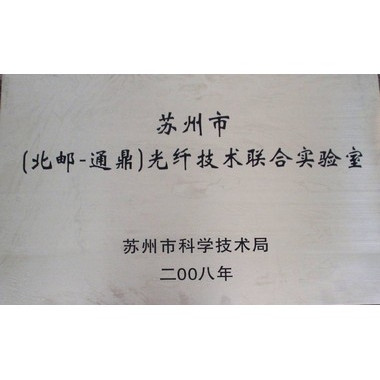 苏州市
(北邮-通鼎)光纤技术联合实验室
苏州市科学技术局
二00八年